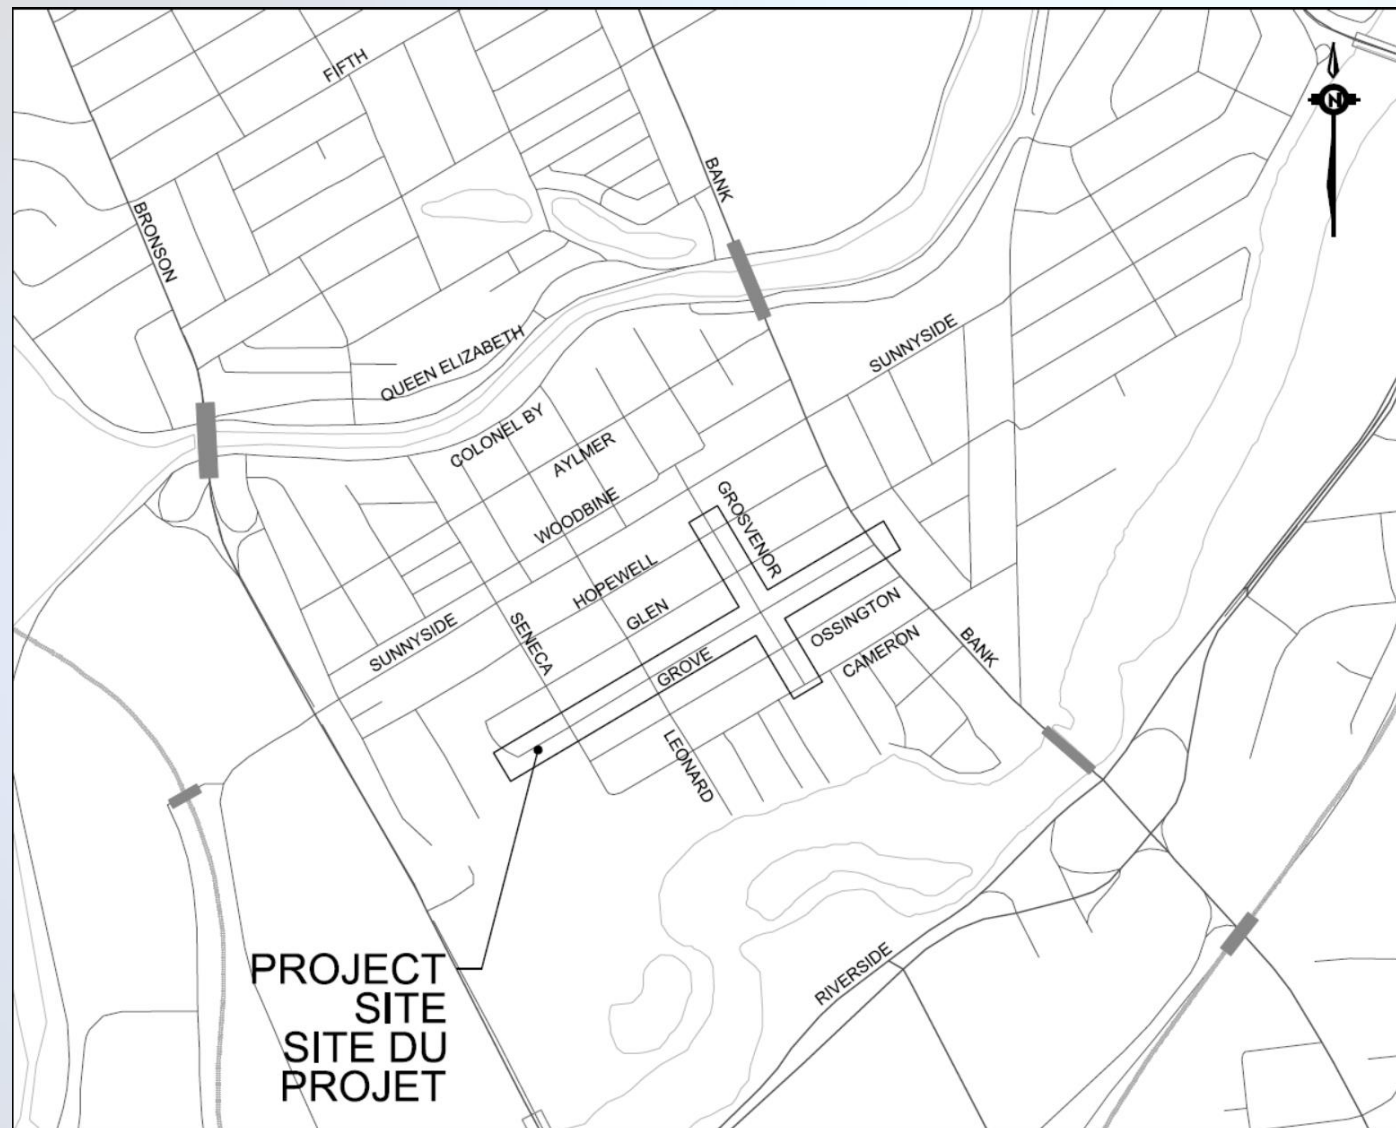 FIFTH
BANK
BRONSON
N
SUNNYSIDE
QUEEN ELIZABETH
COLONEL BY
AYLMER
WOODBINE
GROSVENOR
HOPEWELL
GLEN
SENECA
SUNNYSIDE
OSSINGTON
CAMERON
BANK
GROVE
LEONARD
RIVERSIDE
PROJECT
SITE
SITE DU
PROJET